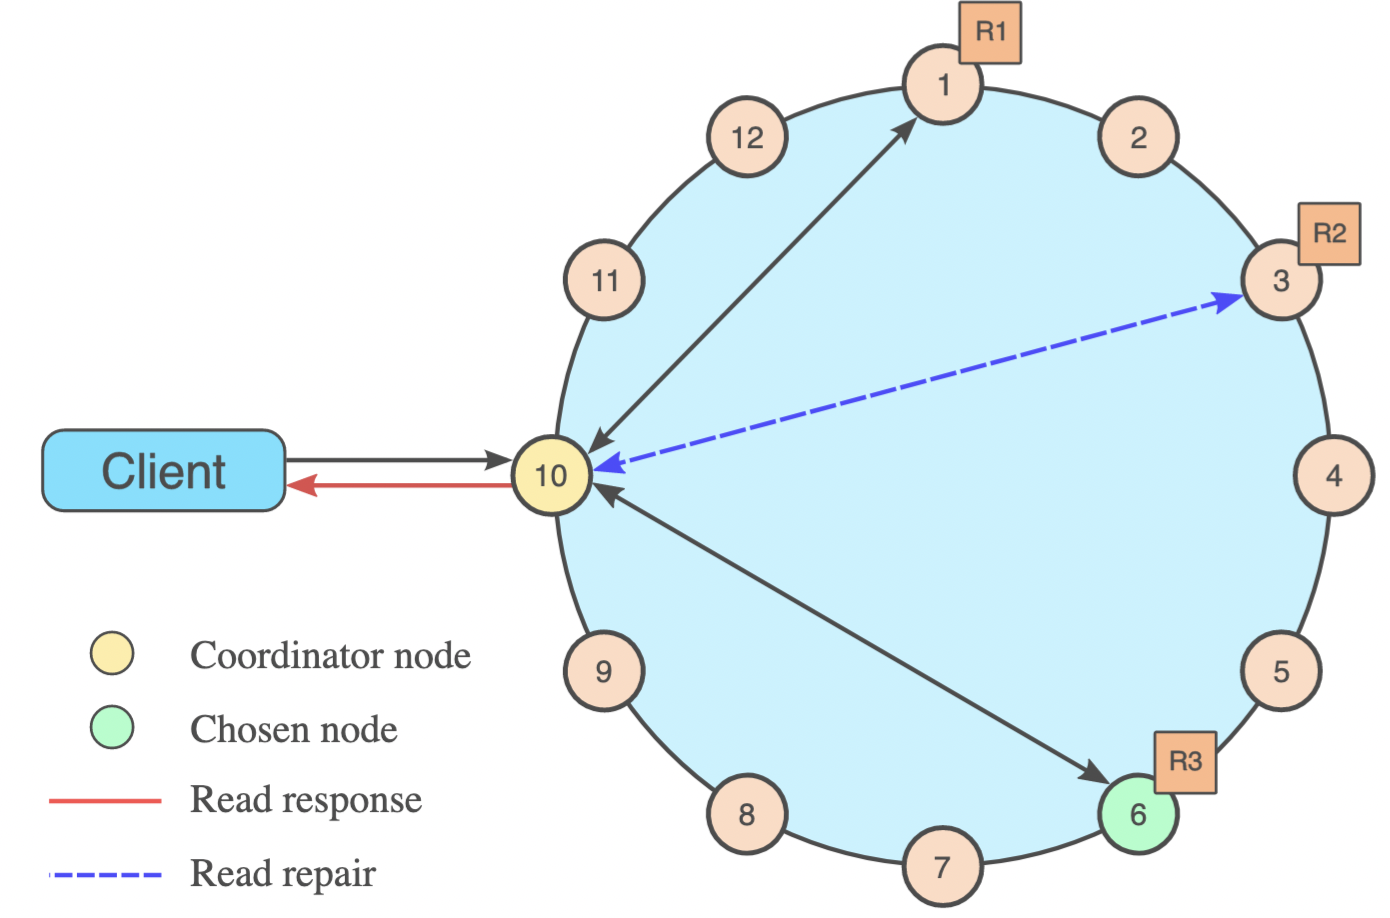 R1
1
12
2
R2
11
3
Client
10
4
Coordinator node
9
5
Chosen node
R3
Read response
8
6
7
Read repair